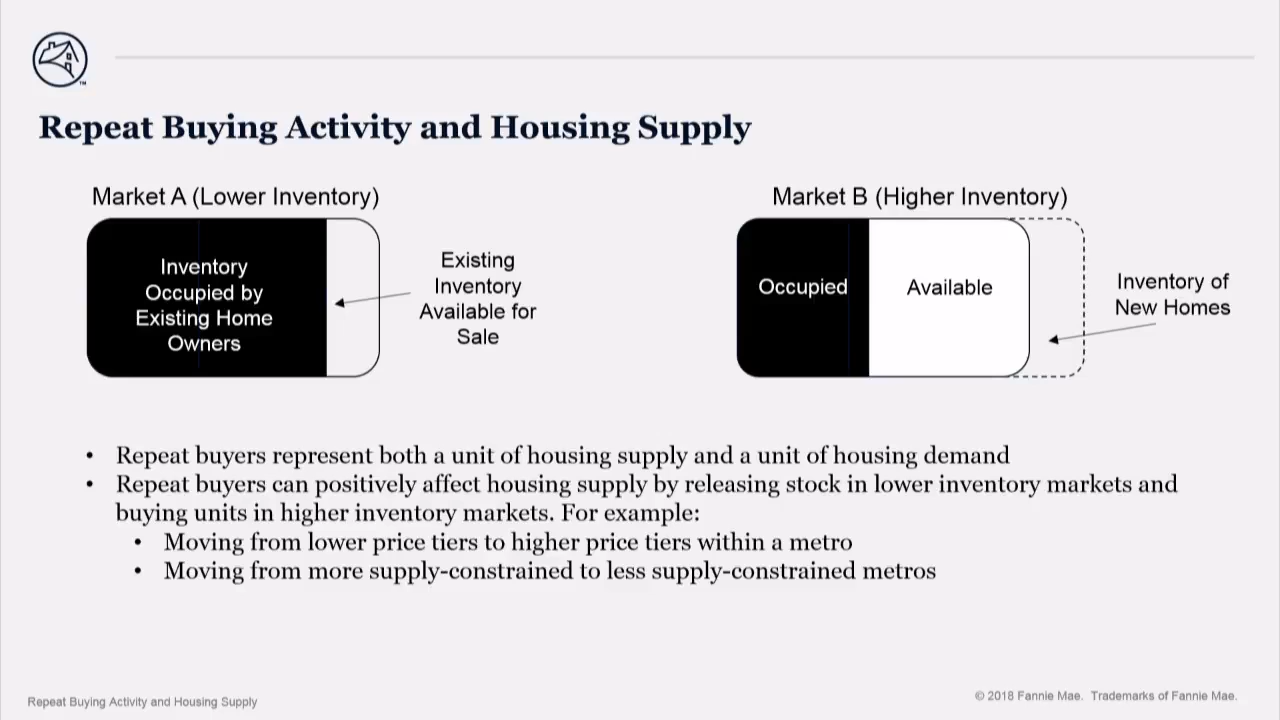 Repeat Buying Activity and Housing Supply
Market A (Lower Inventory)
Inventory
Occupied by
Existing Home
Owners
Existing
Inventory
Available for
Sale
Market B (Higher Inventory)
Occupied
Available
Inventory of
New Homes
• Repeat buyers represent both a unit of housing supply and a unit of housing demand
• Repeat buyers can positively affect housing supply by releasing stock in lower inventory markets and
buying units in higher inventory markets. For example:
• Moving from lower price tiers to higher price tiers within a metro
• Moving from more supply-constrained to less supply-constrained metros
Repeat Buying Activity and Housing Supply
© 2018 Fannie Mae. Trademarks of Fannie Mae.